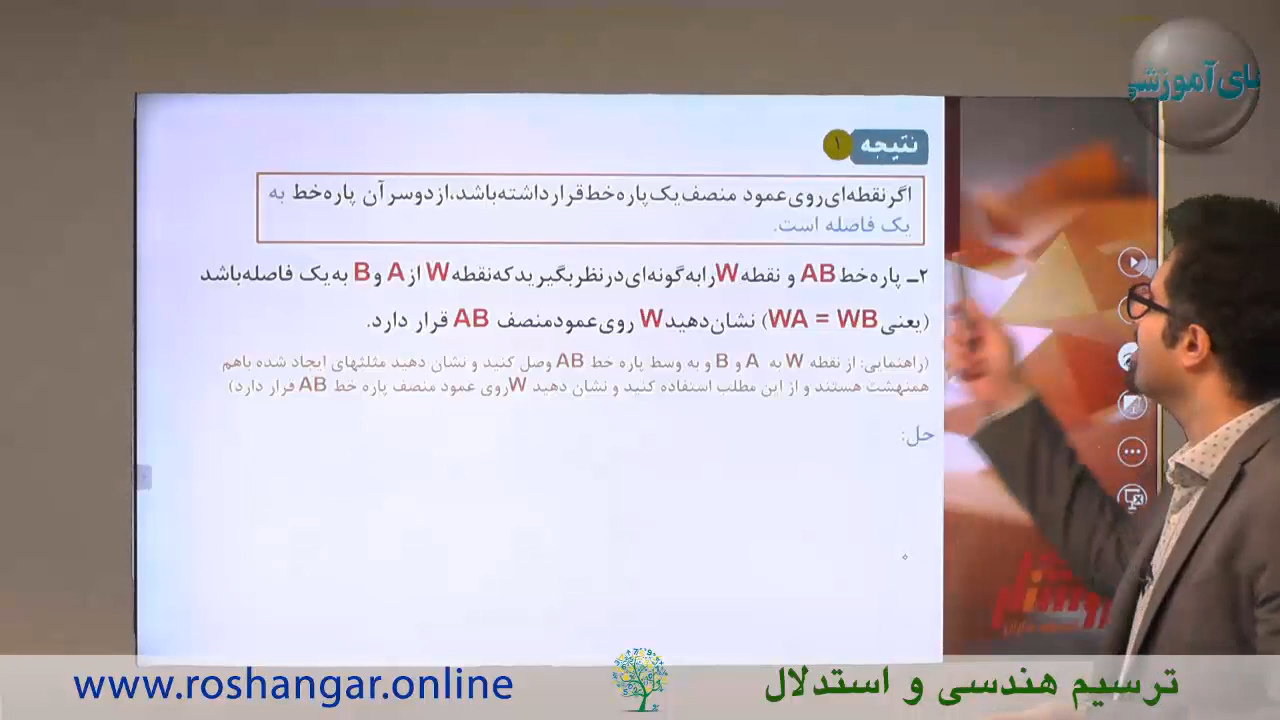 نتیجه ۱
اگر نقطه‌ای روی عمود منصف یک پاره‌خط قرار داشته باشد، از دو سر آن پاره‌خط به
یک فاصله است.
۲ـ پاره‌خط AB و نقطه W را به گونه‌ای در نظر بگیرید که نقطه W از A و B به یک فاصله باشد
(یعنی WA = WB) نشان دهید W روی عمود منصف AB قرار دارد.
(راهنمایی: از نقطه W به A و B و به وسط پاره خط AB وصل کنید و نشان دهید مثلثهای ایجاد شده باهم
همنهشت هستند و از این مطلب استفاده کنید و نشان دهید W روی عمود منصف پاره خط AB قرار دارد)
حل:
www.roshangar.online
ترسیم هندسی و استدلال